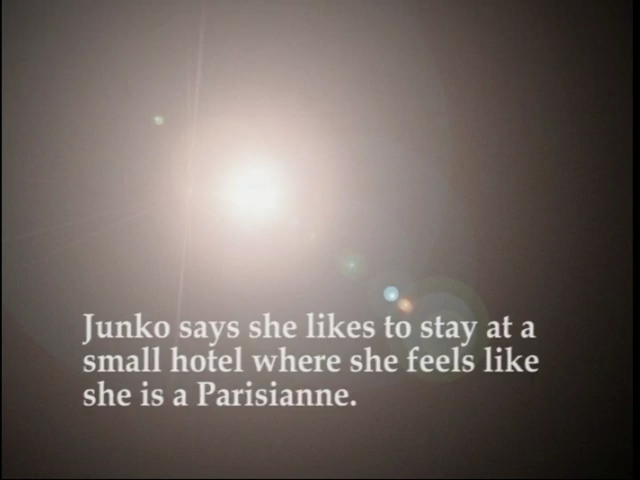 Junko says she likes to stay at a
small hotel where she feels like
she is a Parisianne.